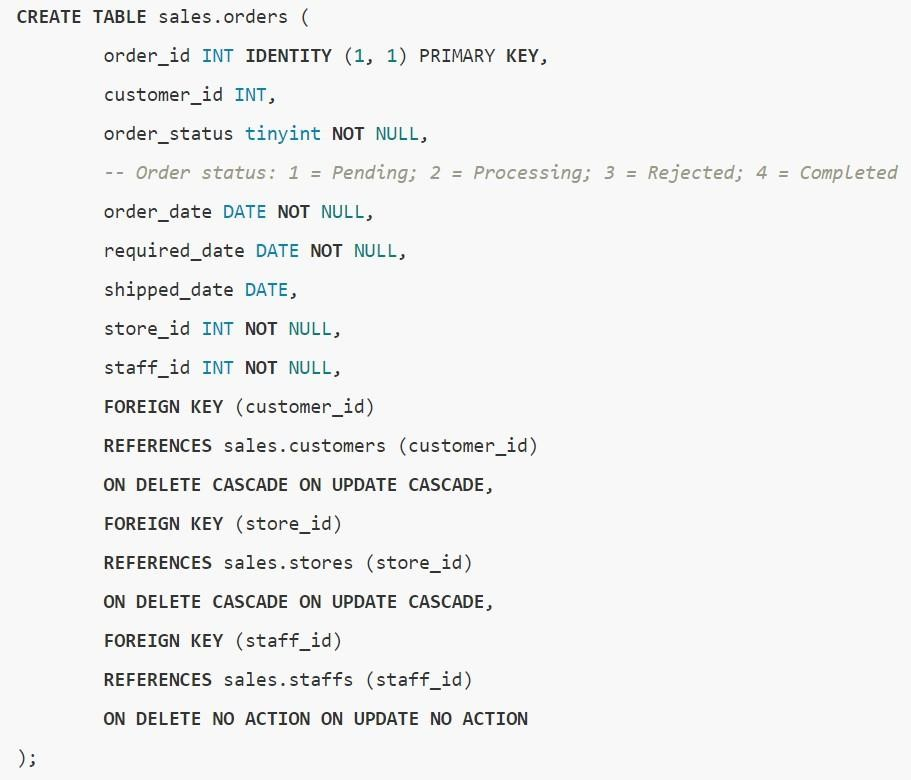 CREATE TABLE sales.orders (
order_id INT IDENTITY (1, 1) PRIMARY KEY,
customer_id INT,
order_status tinyint NOT NULL,
-- Order status: 1 = Pending; 2 = Processing; 3 = Rejected; 4 = Completed
order_date DATE NOT NULL,
required_date DATE NOT NULL,
shipped_date DATE,
store_id INT NOT NULL,
staff_id INT NOT NULL,
FOREIGN KEY (customer_id)
REFERENCES sales.customers (customer_id)
ON DELETE CASCADE ON UPDATE CASCADE,
FOREIGN KEY (store_id)
REFERENCES sales.stores (store_id)
ON DELETE CASCADE ON UPDATE CASCADE,
FOREIGN KEY (staff_id)
REFERENCES sales.staffs (staff_id)
ON DELETE NO ACTION ON UPDATE NO ACTION
);